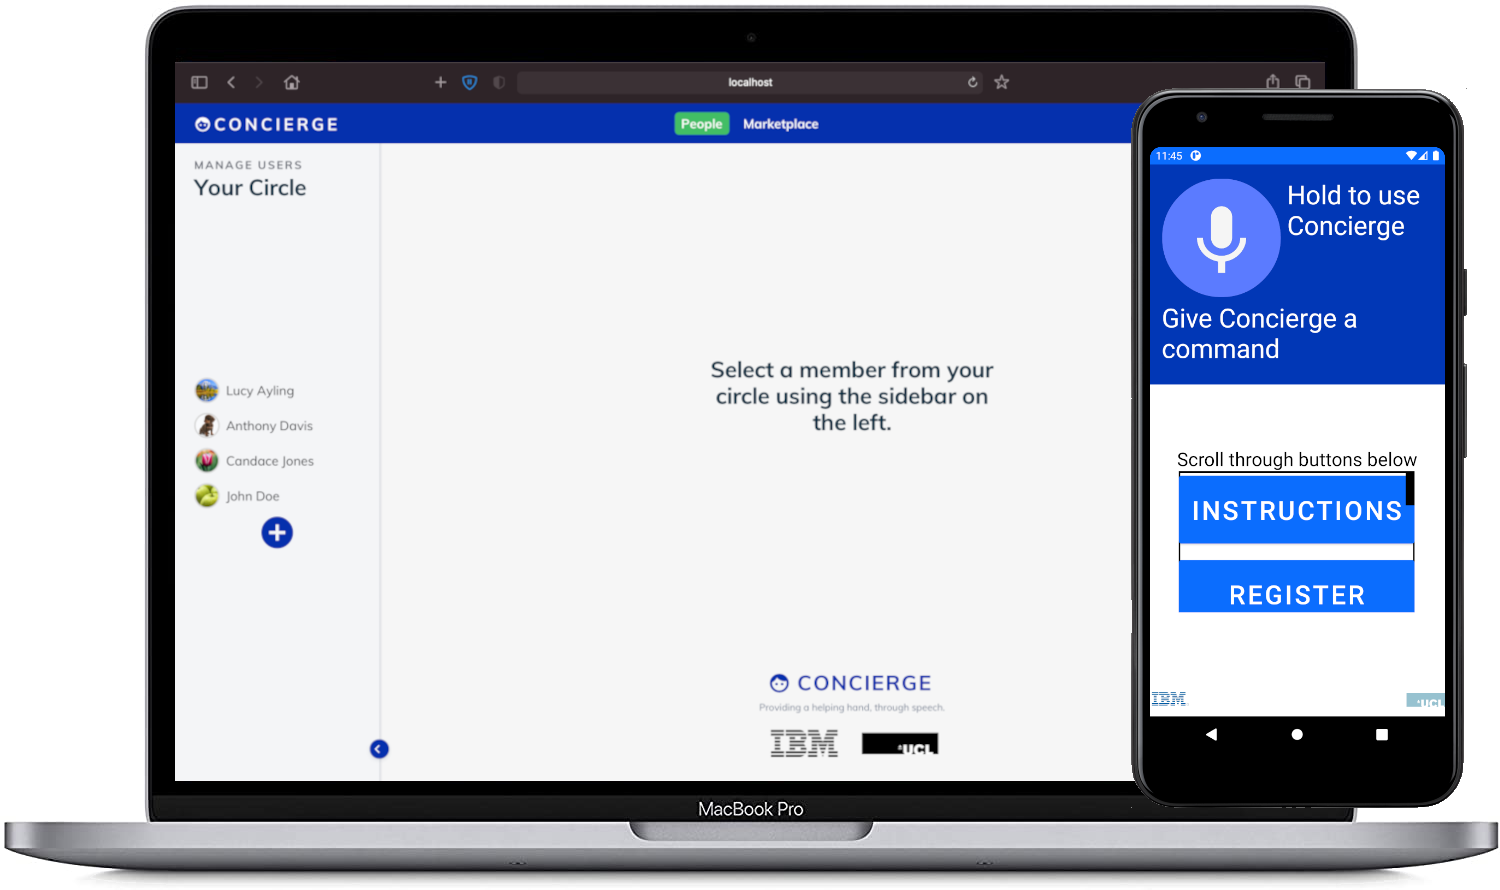 localhost
CONCIERGE
People
Marketplace
MANAGE USERS
Your Circle
Lucy Ayling
Anthony Davis
Candace Jones
John Doe
Select a member from your
circle using the sidebar on
the left.
CONCIERGE
Providing a helping hand, through speech.
IBM
UCL
MacBook Pro
11:45
Hold to use
Concierge
Give Concierge a
command
Scroll through buttons below
INSTRUCTIONS
REGISTER
IBM
UCL